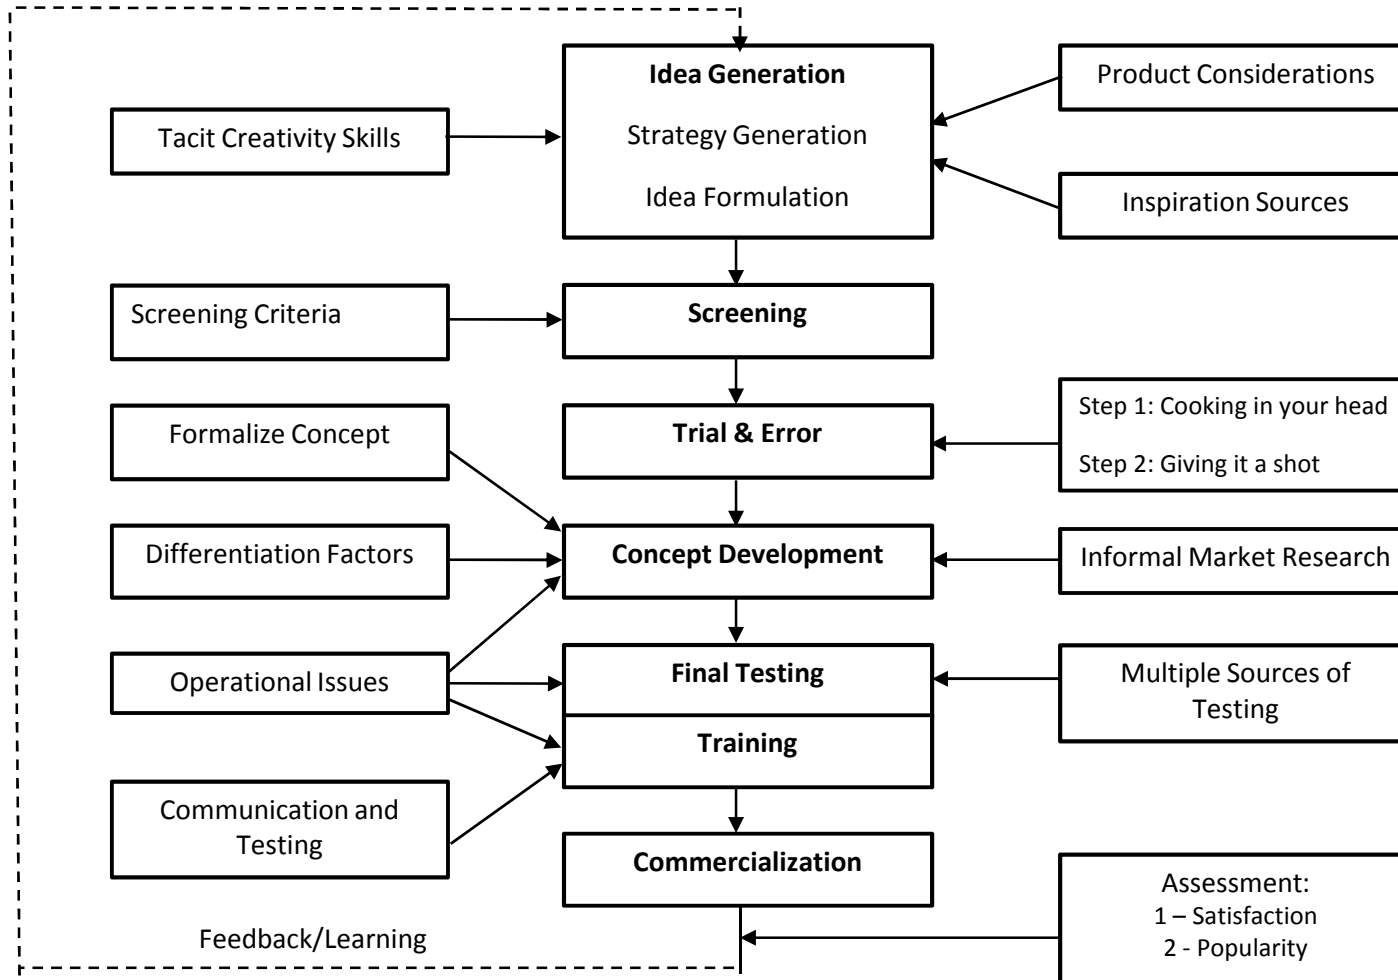 Idea Generation
Strategy Generation
Idea Formulation
Product Considerations
Tacit Creativity Skills
Inspiration Sources
Screening Criteria
Screening
Formalize Concept
Trial & Error
Step 1: Cooking in your head
Step 2: Giving it a shot
Differentiation Factors
Concept Development
Informal Market Research
Operational Issues
Final Testing
Training
Multiple Sources of
Testing
Communication and
Testing
Commercialization
Assessment:
1 – Satisfaction
2 - Popularity
Feedback/Learning